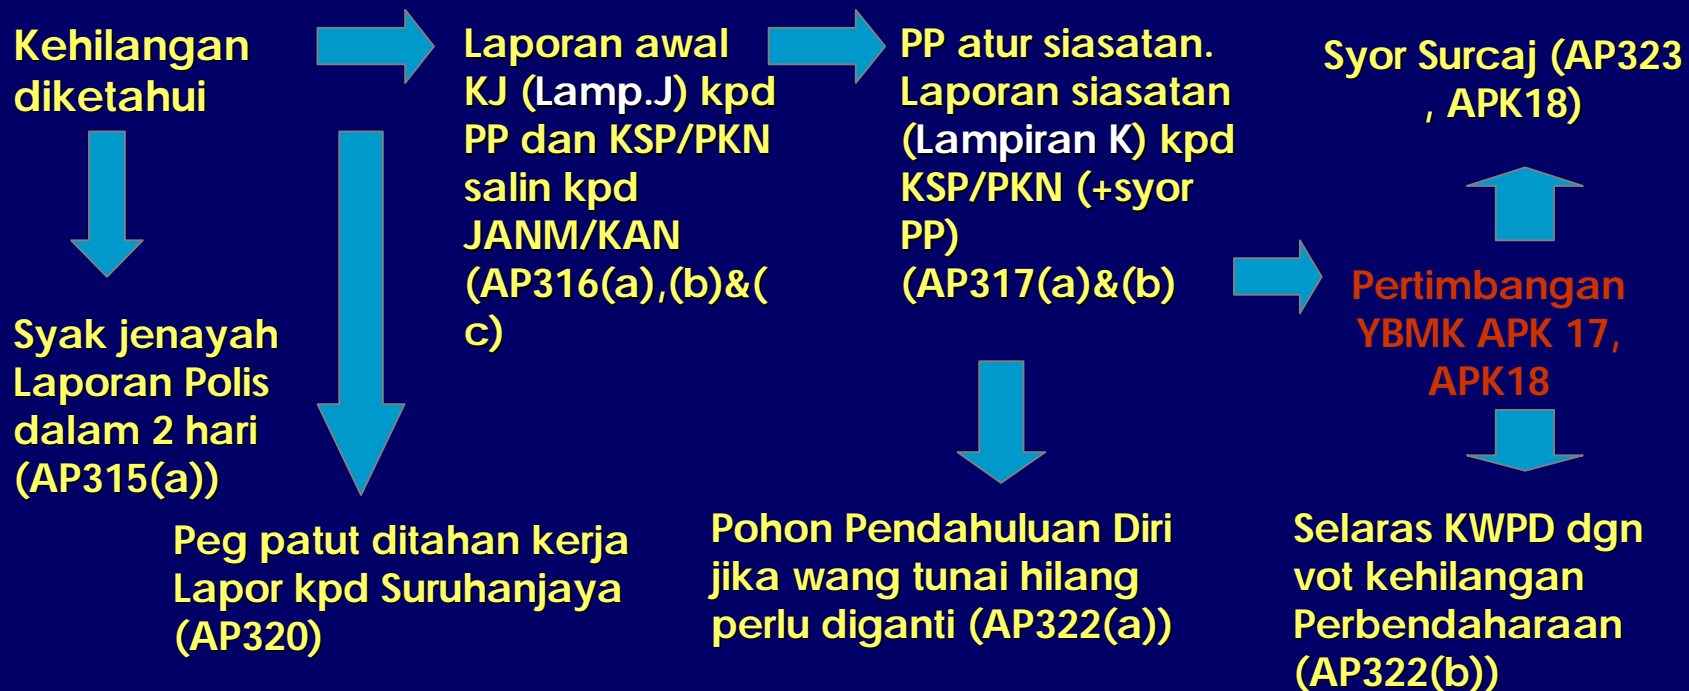 Kehilangan
diketahui
Laporan awal
KJ (Lamp.J) kpd
PP dan KSP/PKN
salin kpd
JANM/KAN
(AP316(a),(b)&(
c)
PP atur siasatan.
Laporan siasatan
(Lampiran K) kpd
KSP/PKN (+syor
PP)
(AP317(a)&(b)
Syor Surcaj (AP323
, APK18)
Pertimbangan
YBMK APK 17,
APK18
Syak jenayah
Laporan Polis
dalam 2 hari
(AP315(a))
Peg patut ditahan kerja
Lapor kpd Suruhanjaya
(AP320)
Pohon Pendahuluan Diri
jika wang tunai hilang
perlu diganti (AP322(a))
Selaras KWPD dgn
vot kehilangan
Perbendaharaan
(AP322(b))